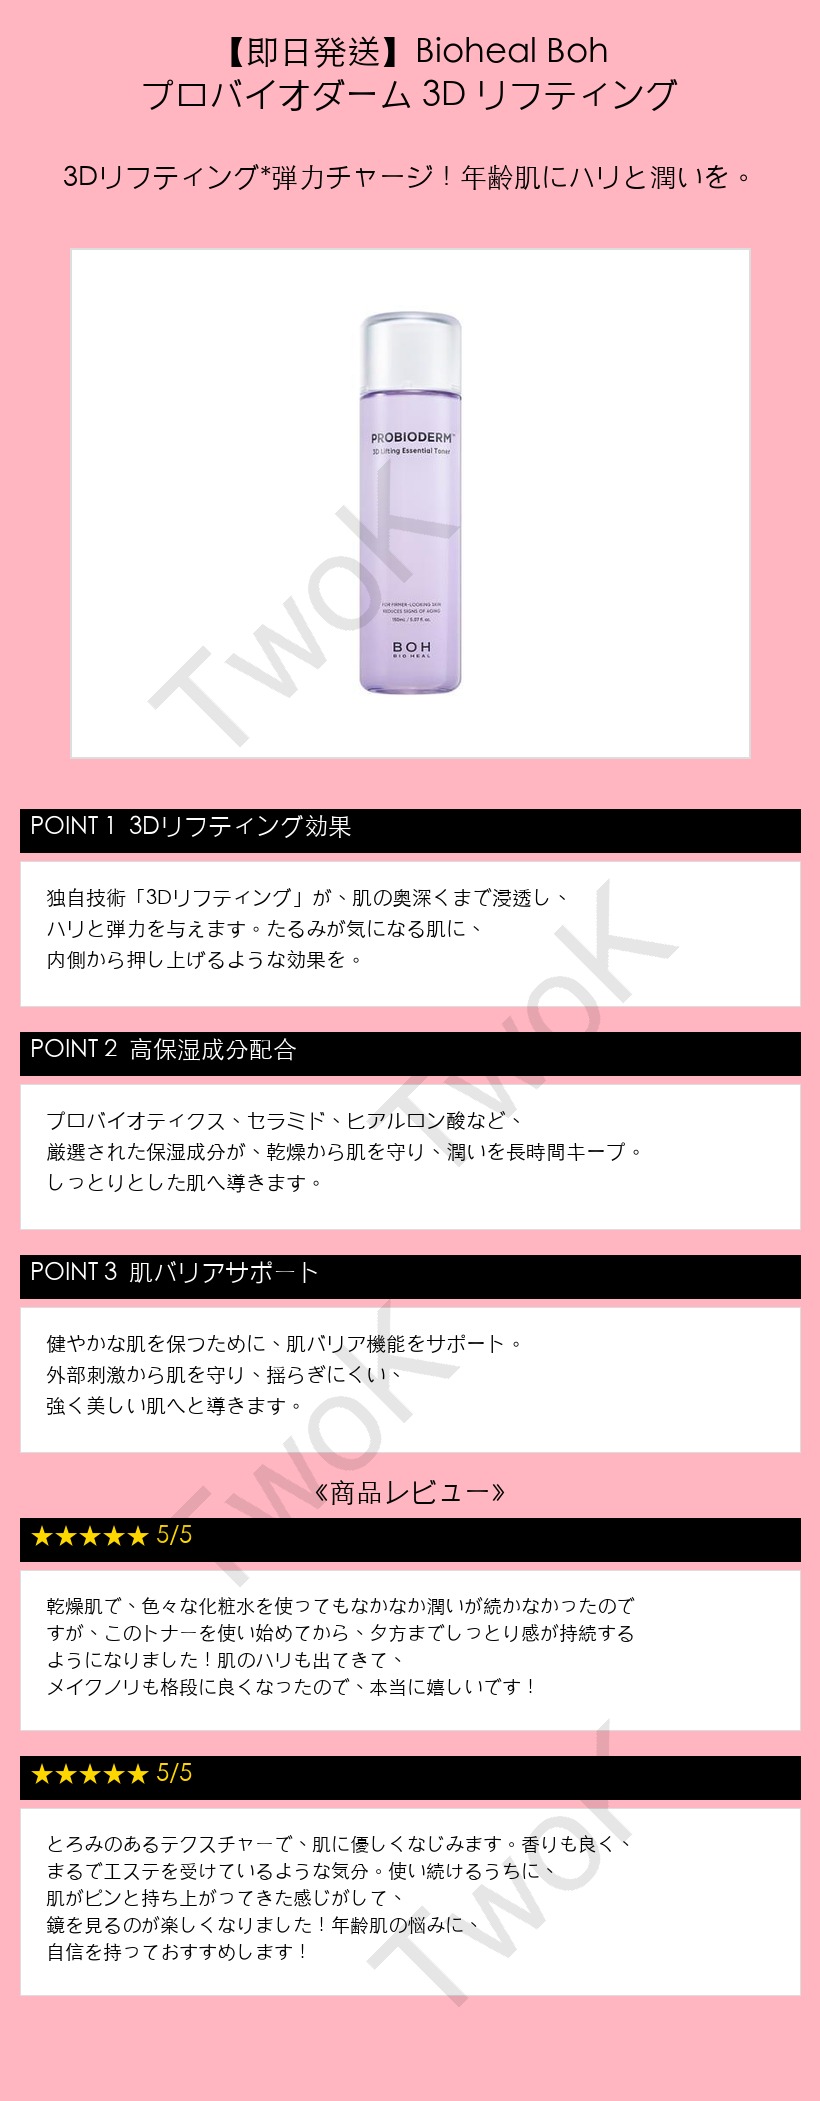 【即日発送】Bioheal Boh
プロバイオダーム 3D リフティング
3Dリフティング*弾力チャージ！年齢肌にハリと潤いを。
PROBIODERM™
3D Lifting Essential Toner
FOR FIRMER-LOOKING SKIN
REDUCES SIGNS OF AGING
150mL / 5.07 fl. oz.
BOH
BIO HEAL
TwoK
POINT 1 3Dリフティング効果
独自技術「3Dリフティング」が、肌の奥深くまで浸透し、
ハリと弾力を与えます。たるみが気になる肌に、
内側から押し上げるような効果を。
TwoK
POINT 2 高保湿成分配合
プロバイオティクス、セラミド、ヒアルロン酸など、
厳選された保湿成分が、乾燥から肌を守り、潤いを長時間キープ。
しっとりとした肌へ導きます。
POINT 3 肌バリアサポート
健やかな肌を保つために、肌バリア機能をサポート。
外部刺激から肌を守り、揺らぎにくい、
強く美しい肌へと導きます。
TwoK
《商品レビュー》
★★★★★ 5/5
乾燥肌で、色々な化粧水を使ってもなかなか潤いが続かなかったので
すが、このトナーを使い始めてから、夕方までしっとり感が持続する
ようになりました！肌のハリも出てきて、
メイクノリも格段に良くなったので、本当に嬉しいです！
★★★★★ 5/5
とろみのあるテクスチャーで、肌に優しくなじみます。香りも良く、
まるでエステを受けているような気分。使い続けるうちに、
肌がピンと持ち上がってきた感じがして、
鏡を見るのが楽しくなりました！年齢肌の悩みに、
自信を持っておすすめします！
TwoK